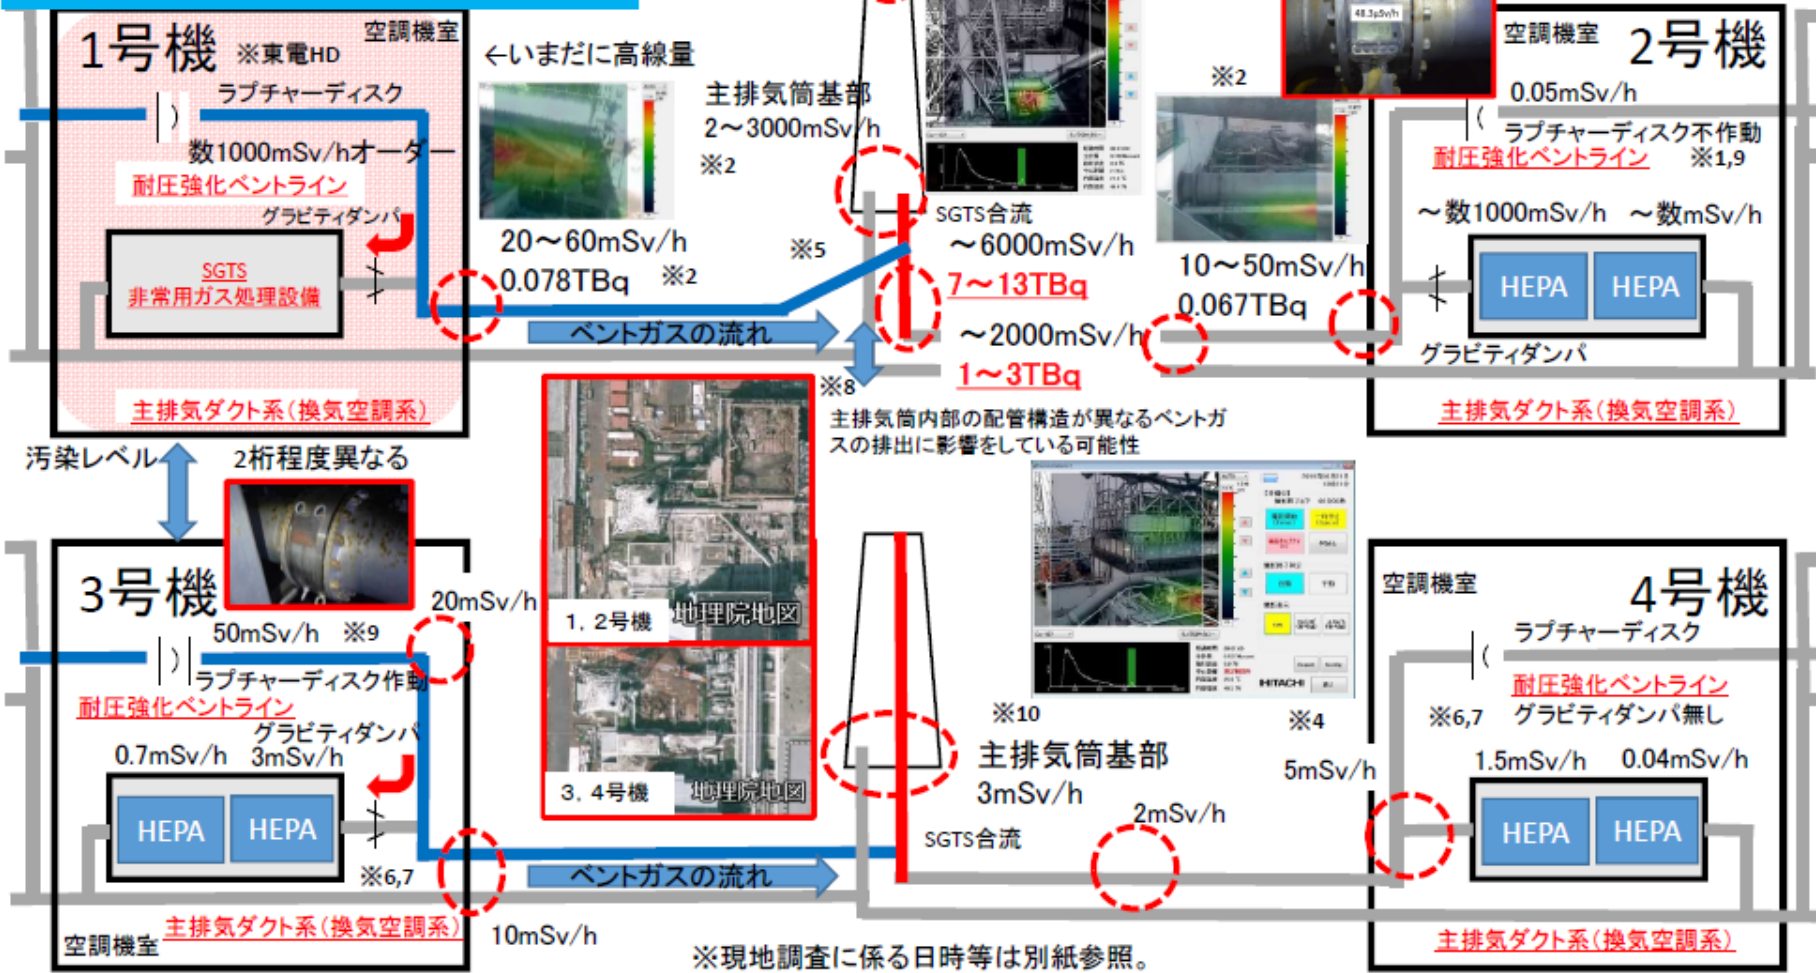 1号機
※東電HD
空調機室
ラプチャーディスク
数1000mSv/hオーダー
耐圧強化ベントライン
グラビティダンパ
SGTS
非常用ガス処理設備
主排気ダクト系(換気空調系)
←いまだに高線量
20～60mSv/h
0.078TBq
※2
主排気筒基部
2～3000mSv/h
※2
※5
ベントガスの流れ
SGTS合流
～6000mSv/h
7～13TBq
～2000mSv/h
1～3TBq
※8
主排気筒内部の配管構造が異なるベントガ
スの排出に影響をしている可能性
※2
10～50mSv/h
0.067TBq
48.3μSv/h
空調機室
2号機
0.05mSv/h
ラプチャーディスク不作動
耐圧強化ベントライン
※1,9
～数1000mSv/h
～数mSv/h
HEPA
HEPA
グラビティダンパ
主排気ダクト系(換気空調系)
汚染レベル
2桁程度異なる
1，2号機
地理院地図
3，4号機
地理院地図
3号機
50mSv/h
※9
20mSv/h
ラプチャーディスク作動
耐圧強化ベントライン
グラビティダンパ
0.7mSv/h
3mSv/h
HEPA
HEPA
※6,7
主排気ダクト系(換気空調系)
空調機室
10mSv/h
ベントガスの流れ
HITACHI
※10
※4
主排気筒基部
3mSv/h
SGTS合流
2mSv/h
5mSv/h
空調機室
4号機
ラプチャーディスク
耐圧強化ベントライン
※6,7
グラビティダンパ無し
1.5mSv/h
0.04mSv/h
HEPA
HEPA
主排気ダクト系(換気空調系)
※現地調査に係る日時等は別紙参照。